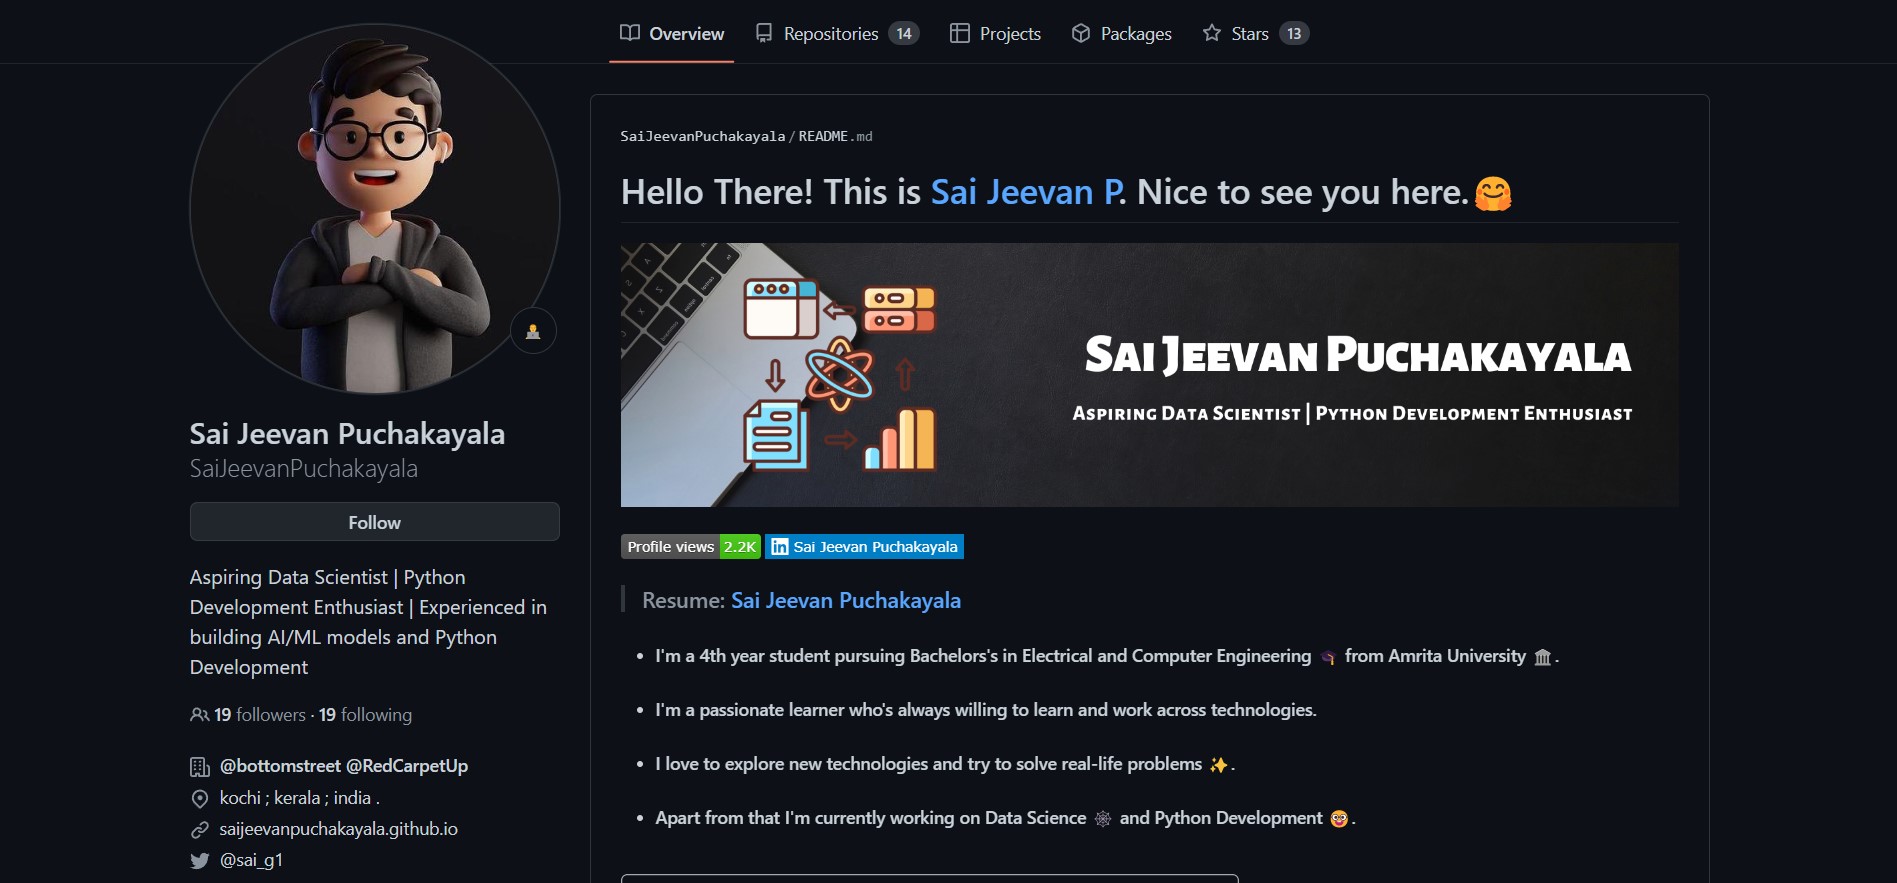 Overview Repositories 14 Projects Packages Stars 13
Sai Jeevan Puchakayala
SaiJeevanPuchakayala
Follow
Aspiring Data Scientist | Python
Development Enthusiast | Experienced in
building AI/ML models and Python
Development
19 followers · 19 following
@bottomstreet @RedCarpetUp
kochi ; kerala ; india .
saijeevanpuchakayala.github.io
@sai_g1
SaiJeevanPuchakayala / README.md
Hello There! This is Sai Jeevan P. Nice to see you here.🤗
SAI JEEVAN PUCHAKAYALA
ASPIRING DATA SCIENTIST | PYTHON DEVELOPMENT ENTHUSIAST
Profile views 2.2K in Sai Jeevan Puchakayala
Resume: Sai Jeevan Puchakayala
• I'm a 4th year student pursuing Bachelors's in Electrical and Computer Engineering 🎓 from Amrita University 🏛️.
• I'm a passionate learner who's always willing to learn and work across technologies.
• I love to explore new technologies and try to solve real-life problems ✨.
• Apart from that I'm currently working on Data Science 🕸️ and Python Development 🤓.